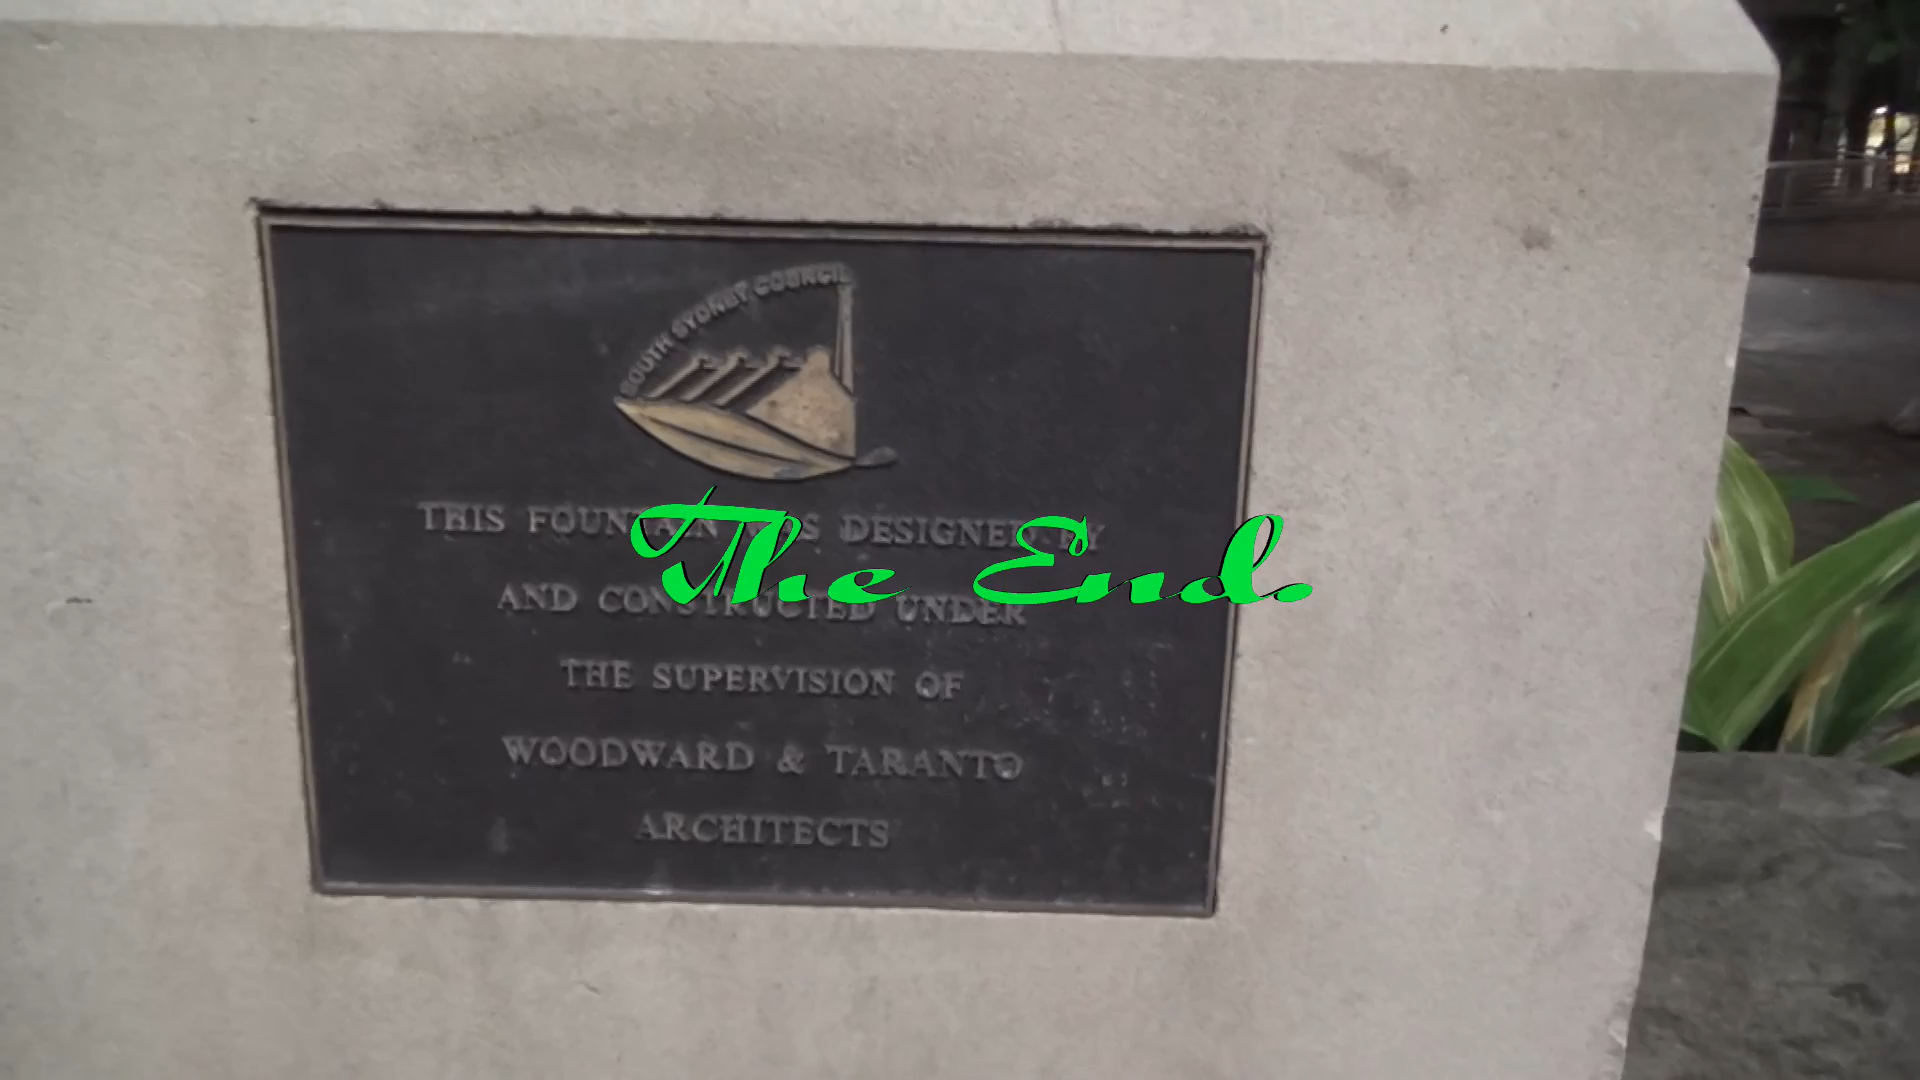 SOUTH SYDNEY COUNCIL
THIS FOUNTAIN WAS DESIGNED BY
AND CONSTRUCTED UNDER
THE SUPERVISION OF
WOODWARD & TARANTO
ARCHITECTS
The End.